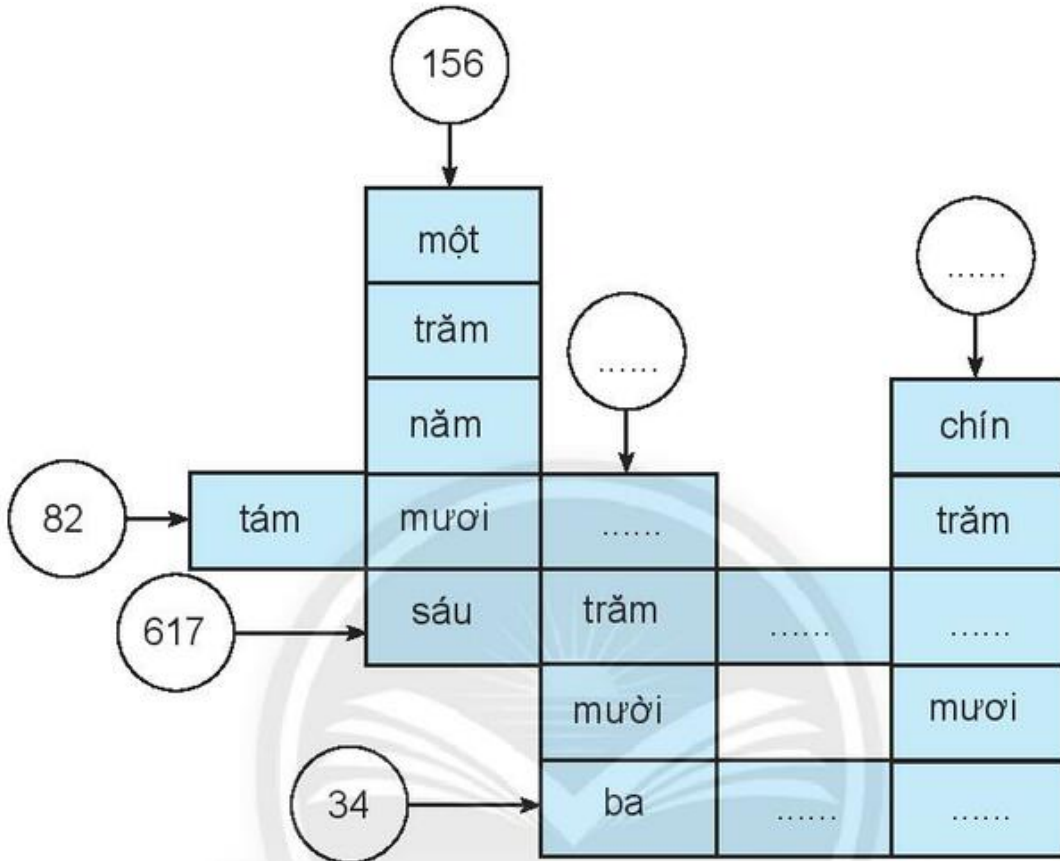 156
một
trăm
......
......
năm
chín
82
tám
mươi
......
trăm
617
sáu
trăm
......
......
mười
mươi
34
ba
......
......